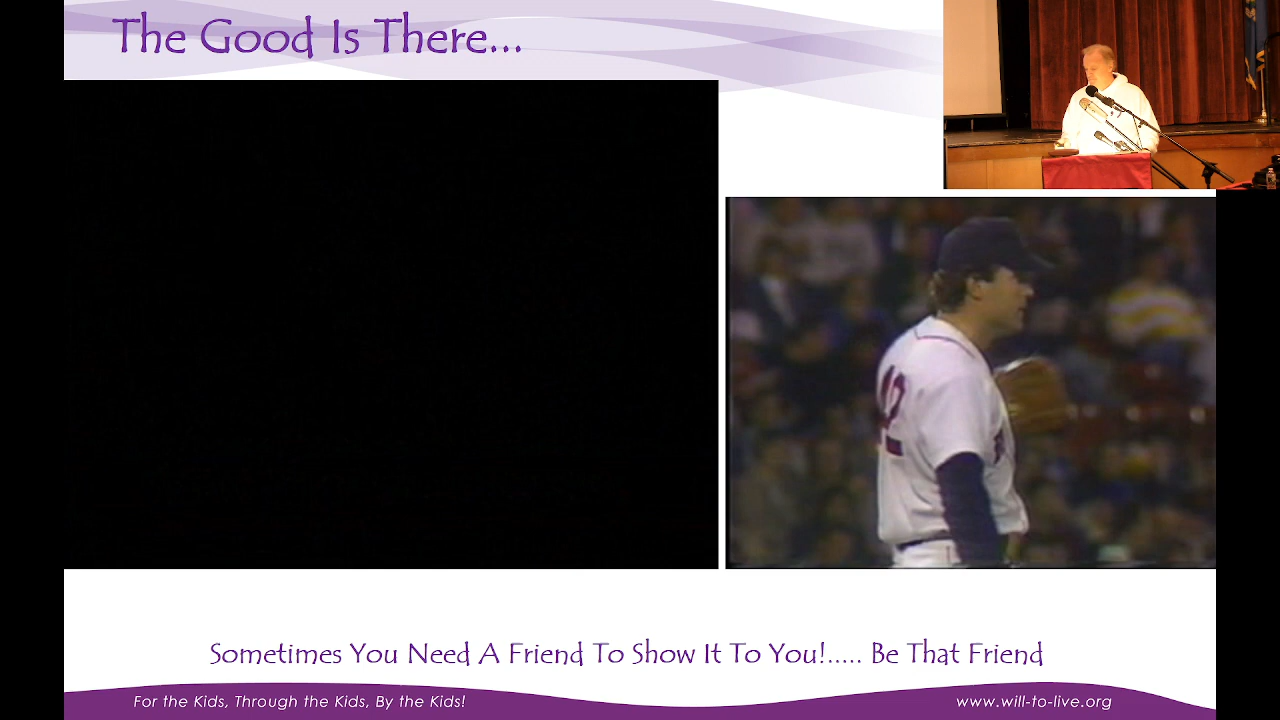 The Good Is There...
Sometimes You Need A Friend To Show It To You!..... Be That Friend
For the Kids, Through the Kids, By the Kids!
www.will-to-live.org